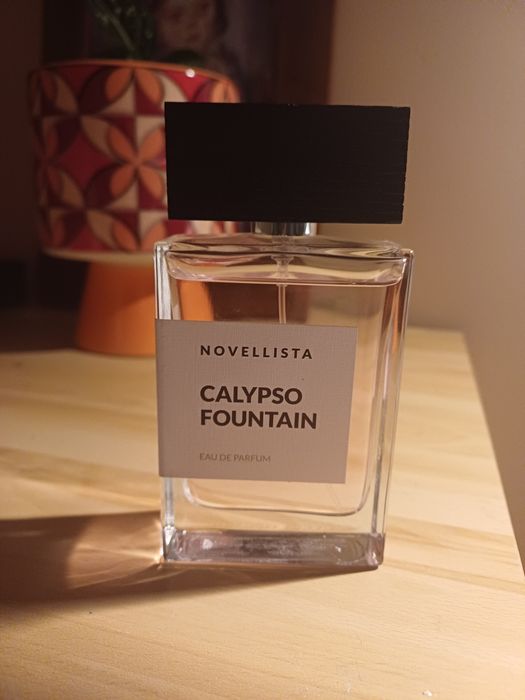 NOVELLISTA
CALYPSO
FOUNTAIN
EAU DE PARFUM